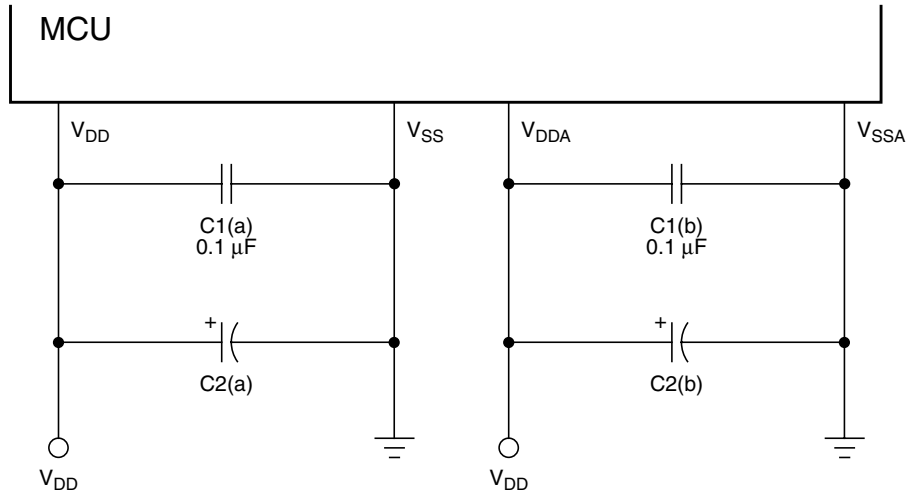 MCU
V_DD
V_SS
V_DDA
V_SSA
C1(a)
0.1 μF
C1(b)
0.1 μF
+
C2(a)
+
C2(b)
V_DD
V_DD